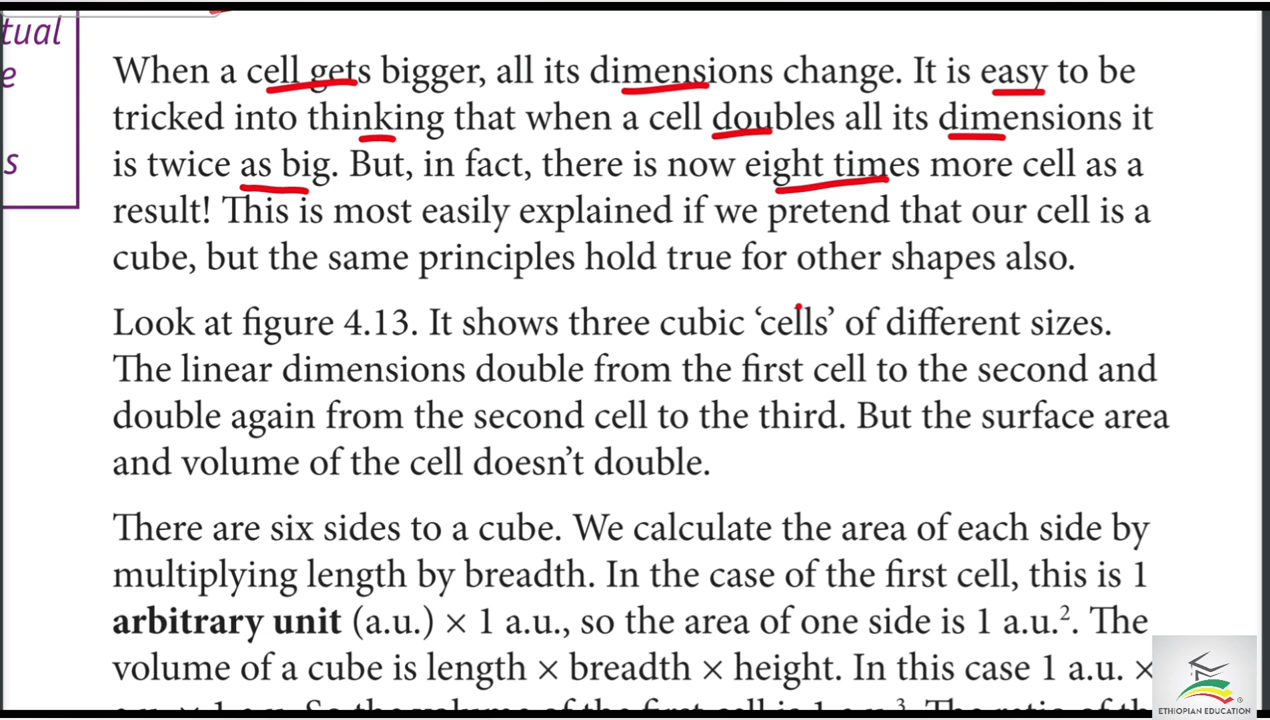 tual
e
s
When a cell gets bigger, all its dimensions change. It is easy to be
tricked into thinking that when a cell doubles all its dimensions it
is twice as big. But, in fact, there is now eight times more cell as a
result! This is most easily explained if we pretend that our cell is a
cube, but the same principles hold true for other shapes also.
Look at figure 4.13. It shows three cubic ‘cells’ of different sizes.
The linear dimensions double from the first cell to the second and
double again from the second cell to the third. But the surface area
and volume of the cell doesn’t double.
There are six sides to a cube. We calculate the area of each side by
multiplying length by breadth. In the case of the first cell, this is 1
arbitrary unit (a.u.) × 1 a.u., so the area of one side is 1 a.u.². The
volume of a cube is length × breadth × height. In this case 1 a.u. ×
ETHIOPIAN EDUCATION